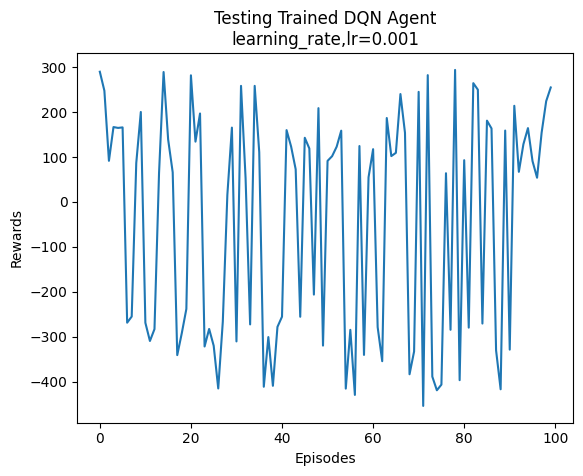 Testing Trained DQN Agent
learning_rate,lr=0.001
300
200
100
0
−100
−200
−300
−400
Rewards
0 20 40 60 80 100
Episodes